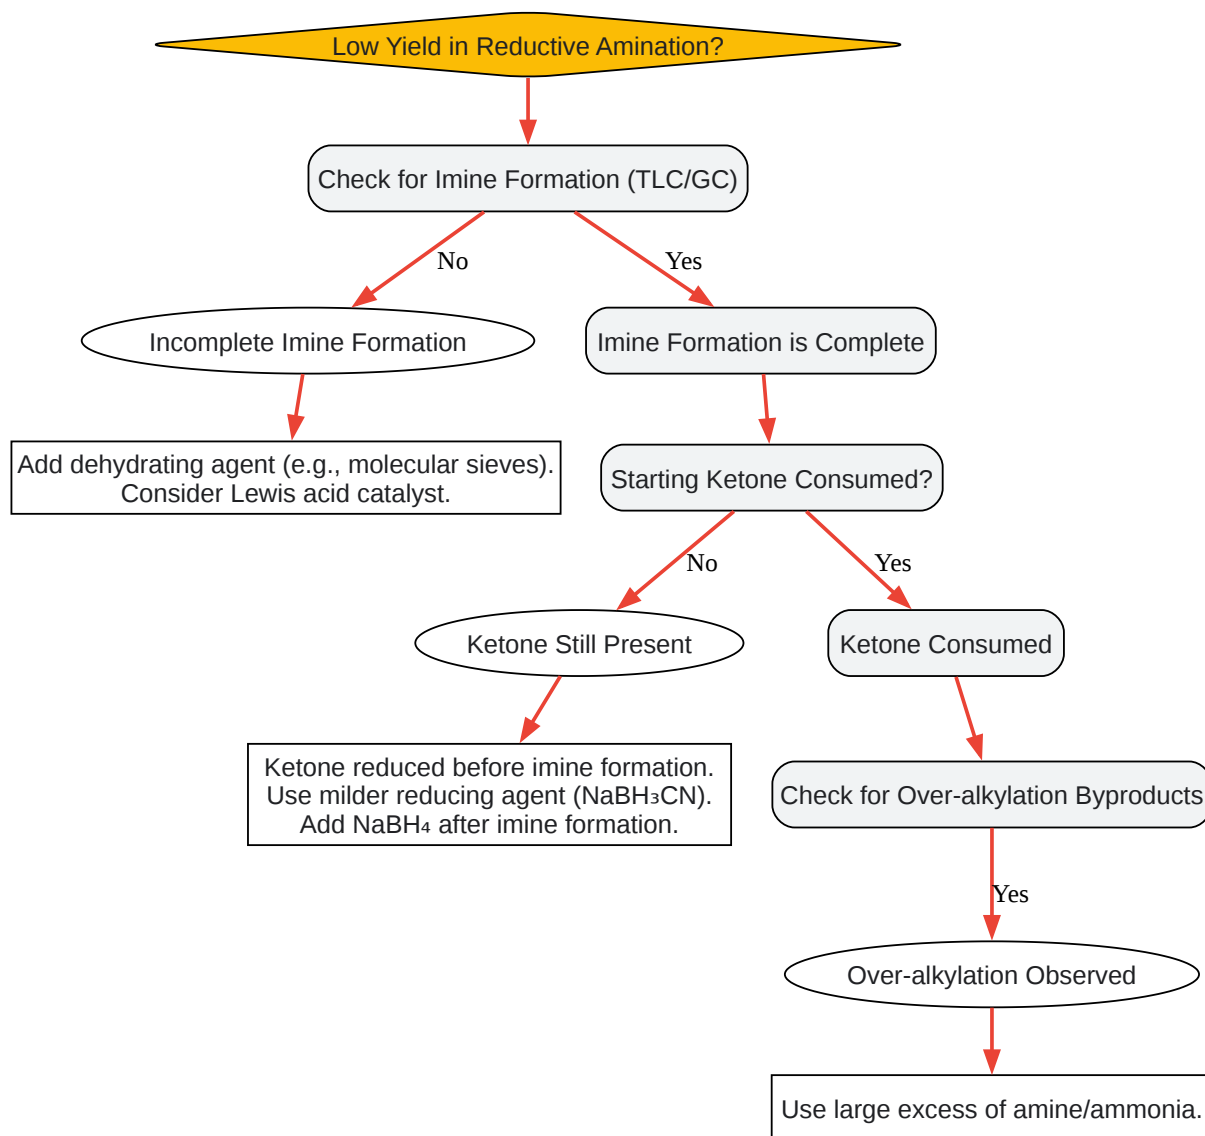 Low Yield in Reductive Amination?
Check for Imine Formation (TLC/GC)
No
Yes
Incomplete Imine Formation
Imine Formation is Complete
Add dehydrating agent (e.g., molecular sieves).
Consider Lewis acid catalyst.
Starting Ketone Consumed?
No
Yes
Ketone Still Present
Ketone Consumed
Ketone reduced before imine formation.
Use milder reducing agent (NaBH₃CN).
Add NaBH₄ after imine formation.
Check for Over-alkylation Byproducts
Yes
Over-alkylation Observed
Use large excess of amine/ammonia.